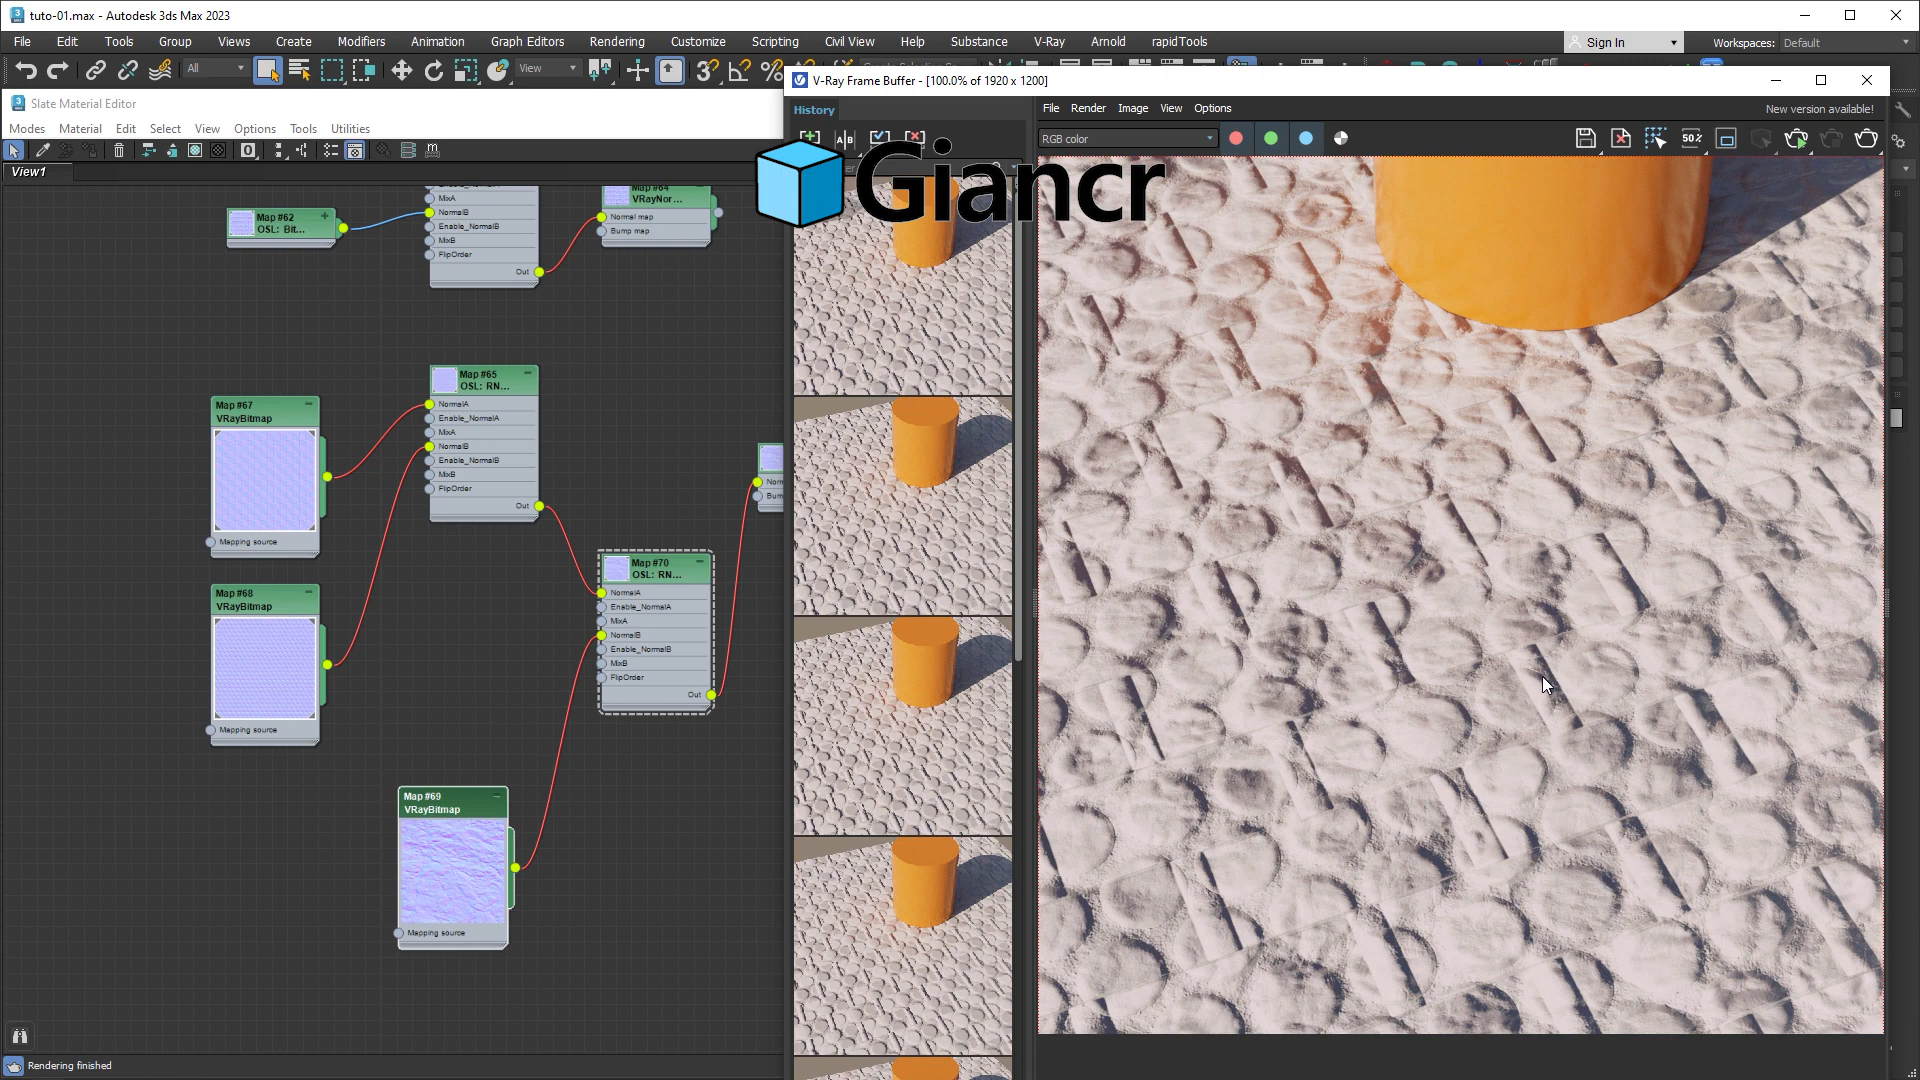 tuto-01.max - Autodesk 3ds Max 2023
File Edit Tools Group Views Create Modifiers Animation Graph Editors Rendering Customize Scripting Civil View Help Substance V-Ray Arnold rapidTools
Sign In
Workspaces: Default
All
View
Slate Material Editor
Modes Material Edit Select View Options Tools Utilities
View1
Map #62
OSL: Bit...
MixA
NormalB
Enable_NormalB
MixB
FlipOrder
Out
Map #64
VRayNor...
Normal map
Bump map
Map #65
OSL: RN...
NormalA
Enable_NormalA
MixA
NormalB
Enable_NormalB
MixB
FlipOrder
Out
Map #67
VRayBitmap
Mapping source
Map #68
VRayBitmap
Mapping source
Map #70
OSL: RN...
NormalA
Enable_NormalA
MixA
NormalB
Enable_NormalB
MixB
FlipOrder
Out
Norn
Bum
Map #69
VRayBitmap
Mapping source
Rendering finished
V-Ray Frame Buffer - [100.0% of 1920 x 1200]
History
File Render Image View Options
New version available!
RGB color
50%
Giancr